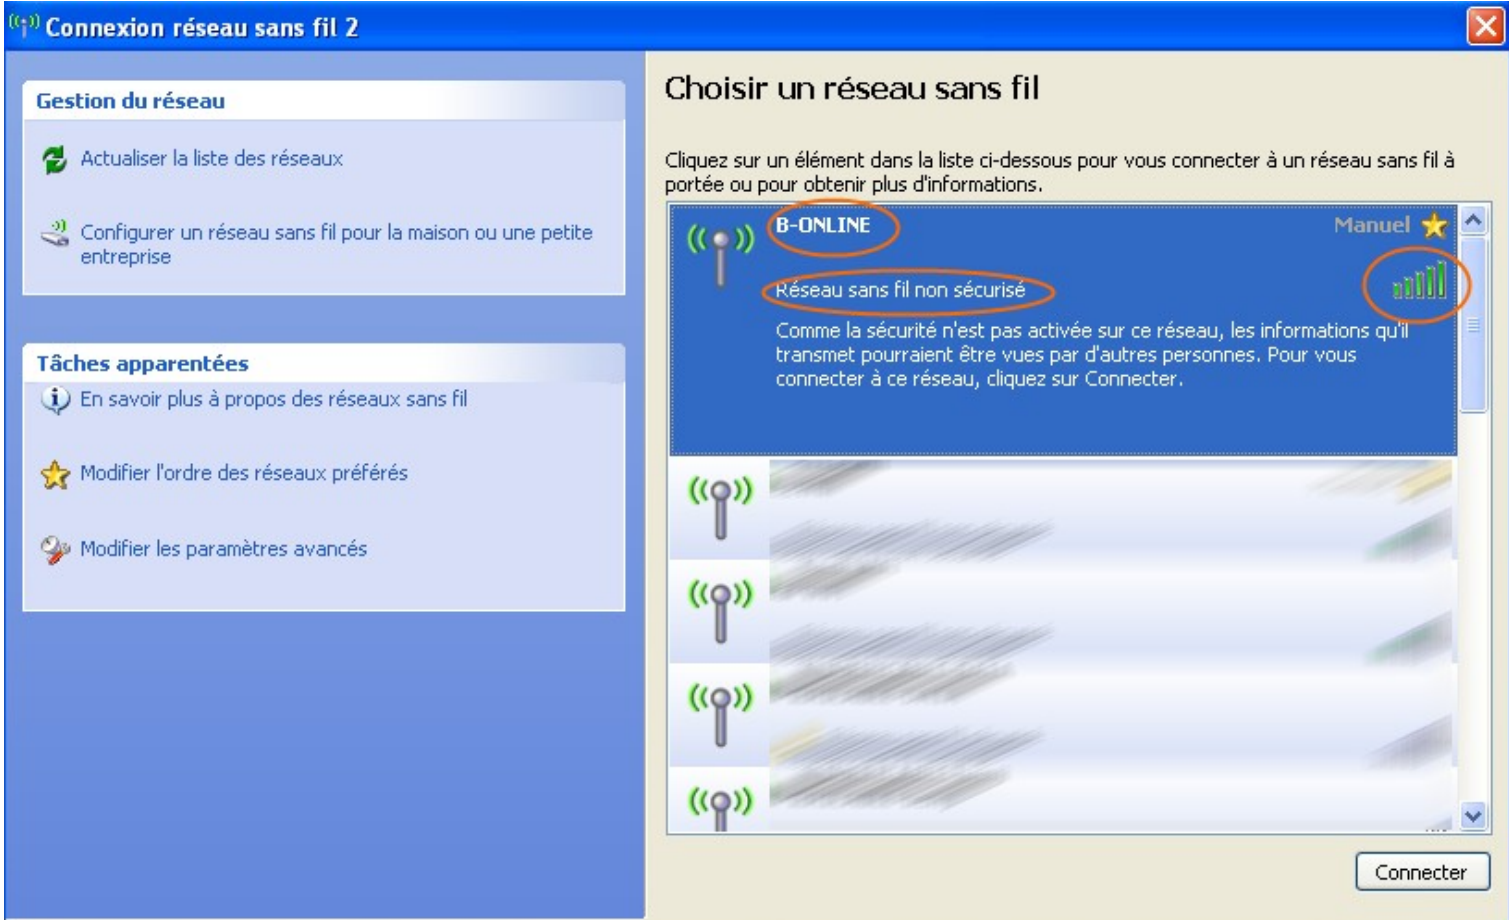 Connexion réseau sans fil 2
Gestion du réseau
Actualiser la liste des réseaux
Configurer un réseau sans fil pour la maison ou une petite
entreprise
Tâches apparentées
En savoir plus à propos des réseaux sans fil
Modifier l'ordre des réseaux préférés
Modifier les paramètres avancés
Choisir un réseau sans fil
Cliquez sur un élément dans la liste ci-dessous pour vous connecter à un réseau sans fil à
portée ou pour obtenir plus d'informations.
B-ONLINE
Manuel
Réseau sans fil non sécurisé
Comme la sécurité n'est pas activée sur ce réseau, les informations qu'il
transmet pourraient être vues par d'autres personnes. Pour vous
connecter à ce réseau, cliquez sur Connecter.
Connecter